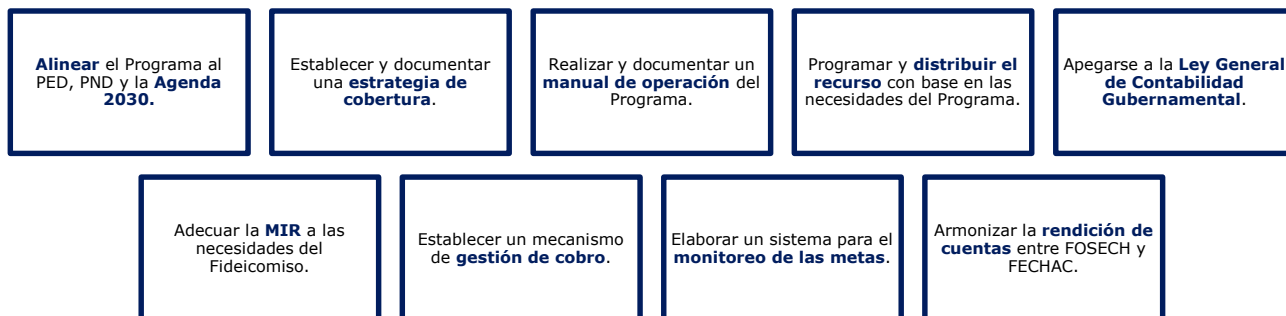 Alinear el Programa al
PED, PND y la Agenda
2030.
Establecer y documentar
una estrategia de
cobertura.
Realizar y documentar un
manual de operación del
Programa.
Programar y distribuir el
recurso con base en las
necesidades del Programa.
Apegarse a la Ley General
de Contabilidad
Gubernamental.
Adecuar la MIR a las
necesidades del
Fideicomiso.
Establecer un mecanismo
de gestión de cobro.
Elaborar un sistema para el
monitoreo de las metas.
Armonizar la rendición de
cuentas entre FOSECH y
FECHAC.